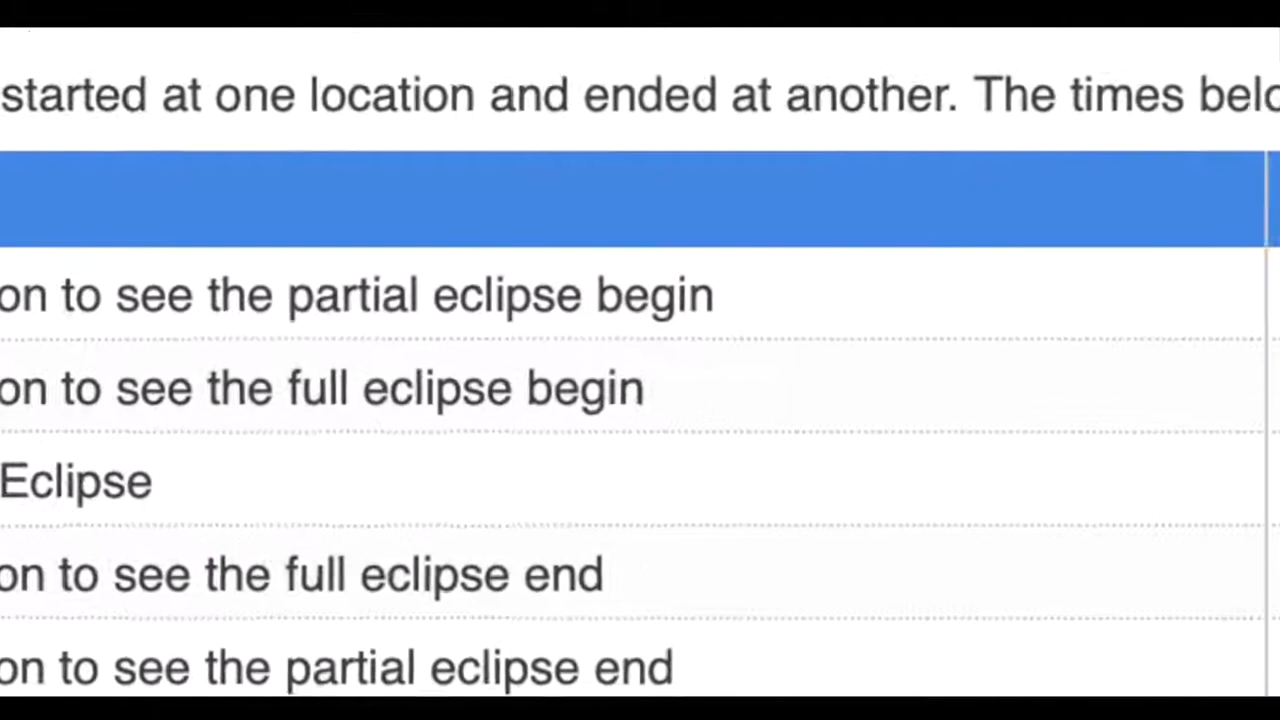 started at one location and ended at another. The times
on to see the partial eclipse begin
on to see the full eclipse begin
Eclipse
on to see the full eclipse end
on to see the partial eclipse end